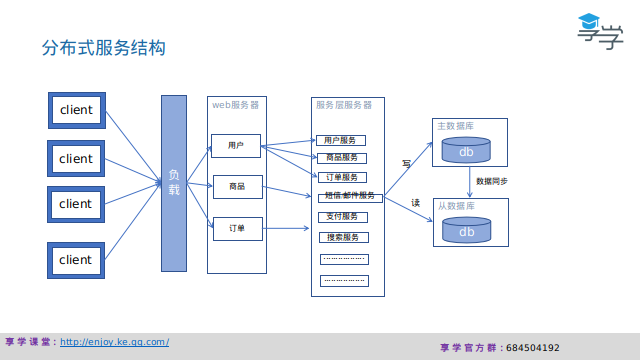 分布式服务结构
享学
client
client
client
client
负
载
web服务器
用户
商品
订单
服务层服务器
用户服务
商品服务
订单服务
短信 邮件服务
支付服务
搜索服务
………………
………………
写
读
主数据库
db
数据同步
从数据库
db
享学课堂：http://enjoy.ke.qq.com/
享学官方群：684504192